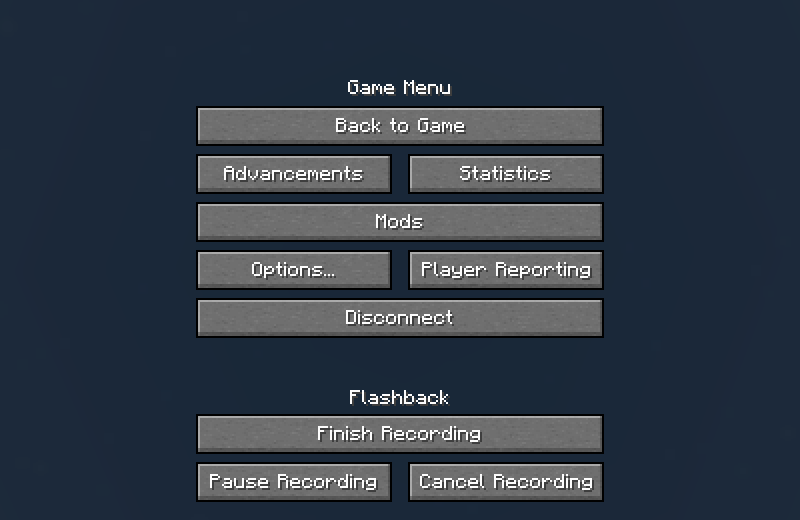 Game Menu
Back to Game
Advancements Statistics
Mods
Options... Player Reporting
Disconnect
Flashback
Finish Recording
Pause Recording Cancel Recording